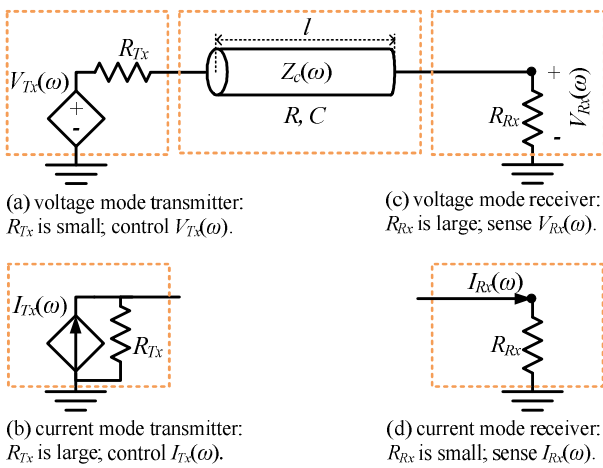 l
R_Tx
V_Tx(ω)
+
-
Z_c(ω)
R, C
+
R_Rx
V_Rx(ω)
-
(a) voltage mode transmitter:
R_Tx is small; control V_Tx(ω).
(c) voltage mode receiver:
R_Rx is large; sense V_Rx(ω).
I_Tx(ω)
R_Tx
I_Rx(ω)
R_Rx
(b) current mode transmitter:
R_Tx is large; control I_Tx(ω).
(d) current mode receiver:
R_Rx is small; sense I_Rx(ω).